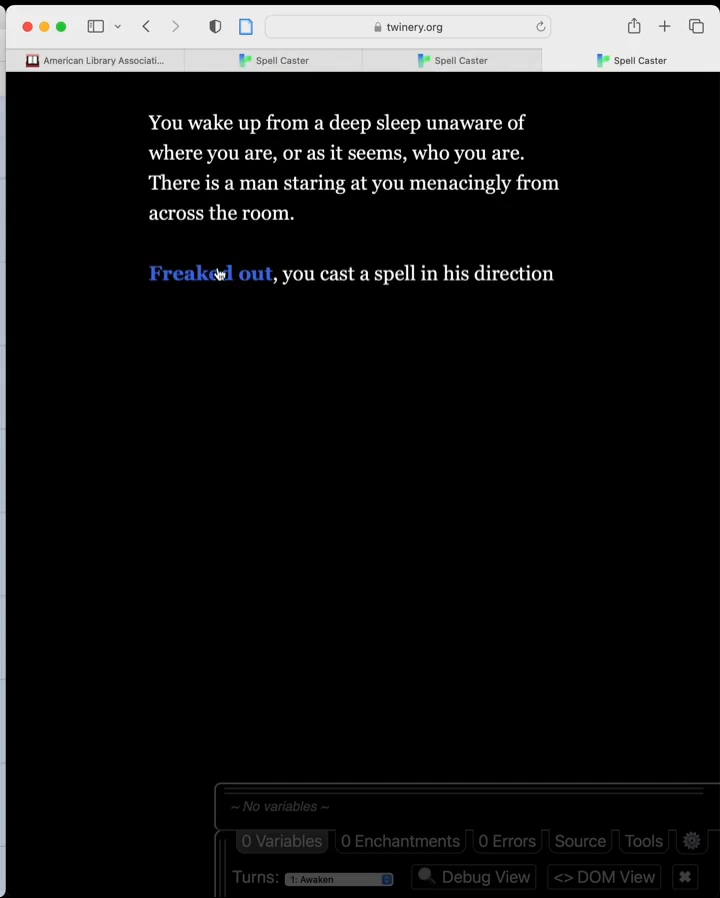 twinery.org
American Library Associati...
Spell Caster
Spell Caster
Spell Caster
You wake up from a deep sleep unaware of
where you are, or as it seems, who you are.
There is a man staring at you menacingly from
across the room.
Freaked out, you cast a spell in his direction
~ No variables ~
0 Variables 0 Enchantments 0 Errors Source Tools
Turns: 1: Awaken Debug View <> DOM View